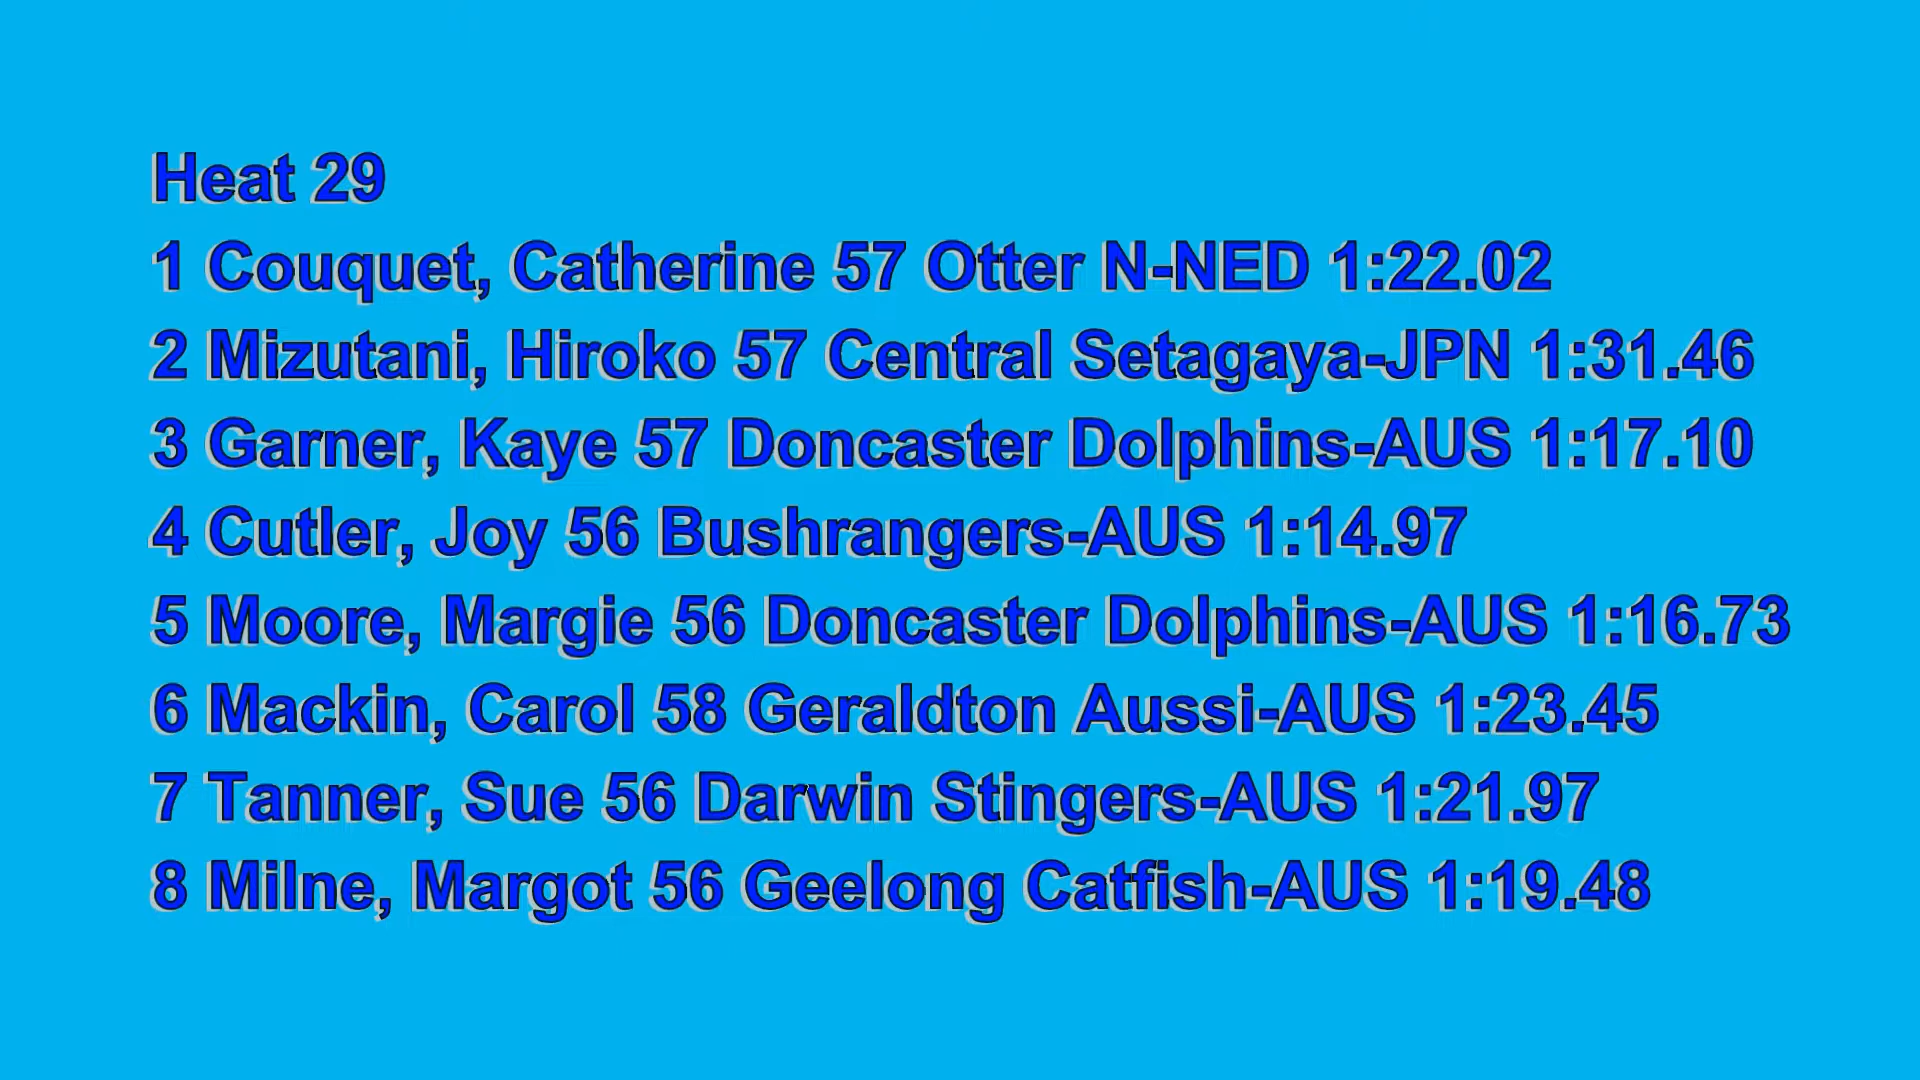 Heat 29
1 Couquet, Catherine 57 Otter N-NED 1:22.02
2 Mizutani, Hiroko 57 Central Setagaya-JPN 1:31.46
3 Garner, Kaye 57 Doncaster Dolphins-AUS 1:17.10
4 Cutler, Joy 56 Bushrangers-AUS 1:14.97
5 Moore, Margie 56 Doncaster Dolphins-AUS 1:16.73
6 Mackin, Carol 58 Geraldton Aussi-AUS 1:23.45
7 Tanner, Sue 56 Darwin Stingers-AUS 1:21.97
8 Milne, Margot 56 Geelong Catfish-AUS 1:19.48